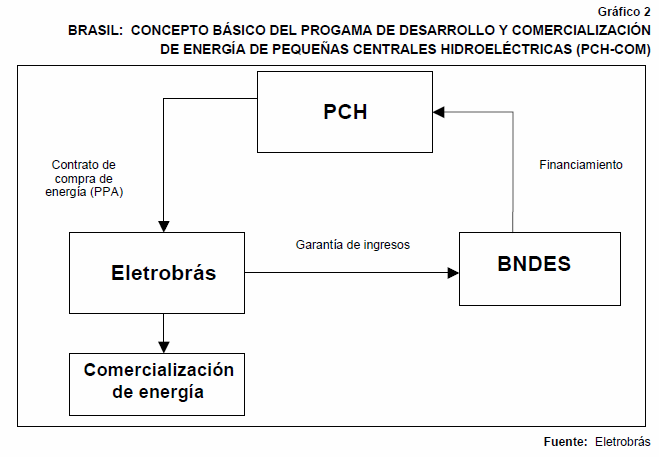 Gráfico 2
BRASIL: CONCEPTO BÁSICO DEL PROGAMA DE DESARROLLO Y COMERCIALIZACIÓN
DE ENERGÍA DE PEQUEÑAS CENTRALES HIDROELÉCTRICAS (PCH-COM)
PCH
Contrato de
compra de
energía (PPA)
Financiamiento
Eletrobrás
Garantía de ingresos
BNDES
Comercialización
de energía
Fuente: Eletrobrás